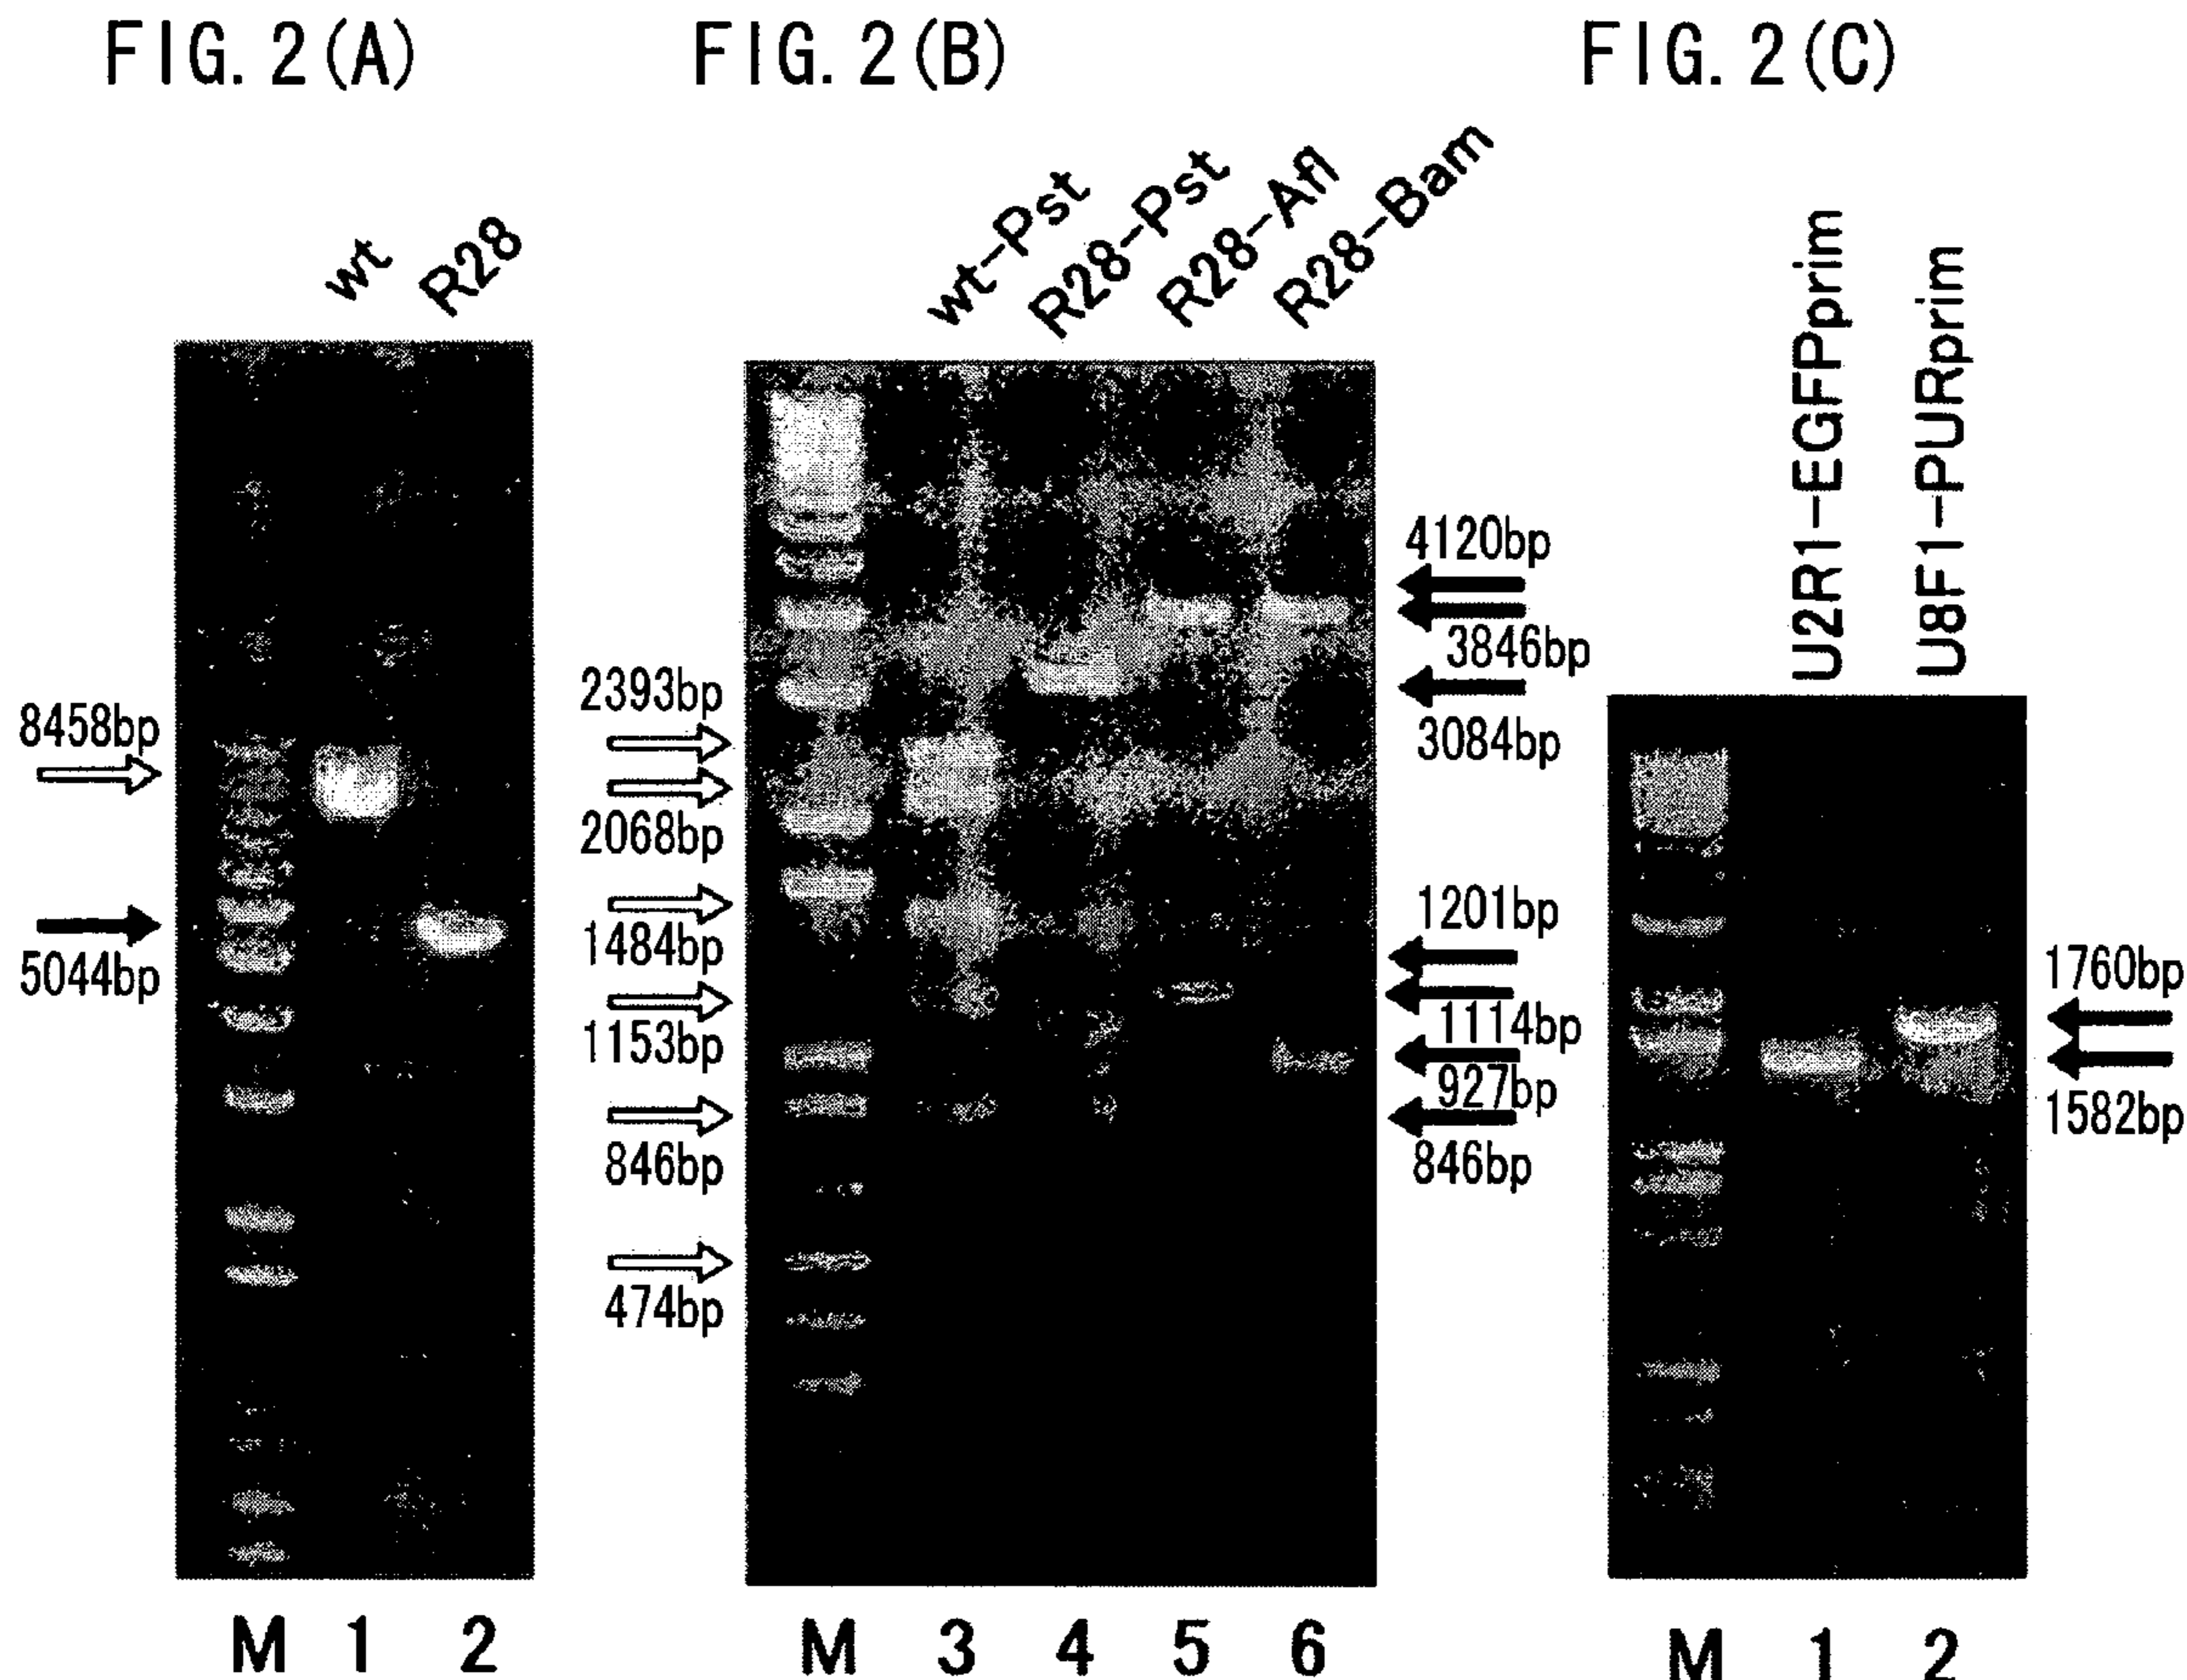 FIG. 2(A)
FIG. 2(B)
FIG. 2(C)
wt
R28
8458bp
5044bp
M 1 2
wt-Pst
R28-Pst
R28-Afl
R28-Bam
2393bp
2068bp
1484bp
1153bp
846bp
474bp
4120bp
3846bp
3084bp
1201bp
1114bp
927bp
846bp
M 3 4 5 6
U2R1-EGFPprim
U8F1-PURprim
1760bp
1582bp
M 1 2